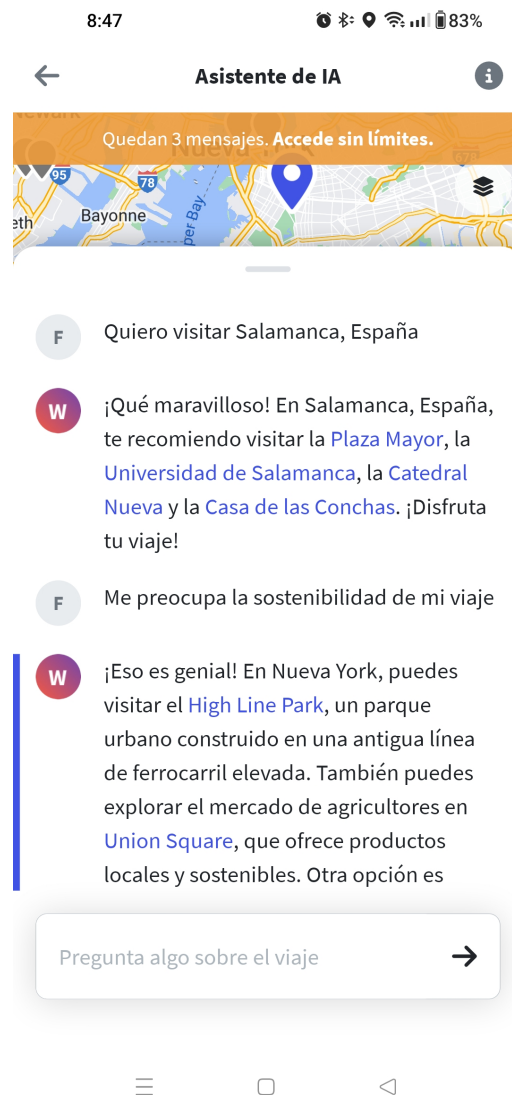 8:47
83%
Asistente de IA
Quedan 3 mensajes. Accede sin límites.
95
78
Bayonne
eth
per Bay
F
Quiero visitar Salamanca, España
W
¡Qué maravilloso! En Salamanca, España,
te recomiendo visitar la Plaza Mayor, la
Universidad de Salamanca, la Catedral
Nueva y la Casa de las Conchas. ¡Disfruta
tu viaje!
F
Me preocupa la sostenibilidad de mi viaje
W
¡Eso es genial! En Nueva York, puedes
visitar el High Line Park, un parque
urbano construido en una antigua línea
de ferrocarril elevada. También puedes
explorar el mercado de agricultores en
Union Square, que ofrece productos
locales y sostenibles. Otra opción es
Pregunta algo sobre el viaje